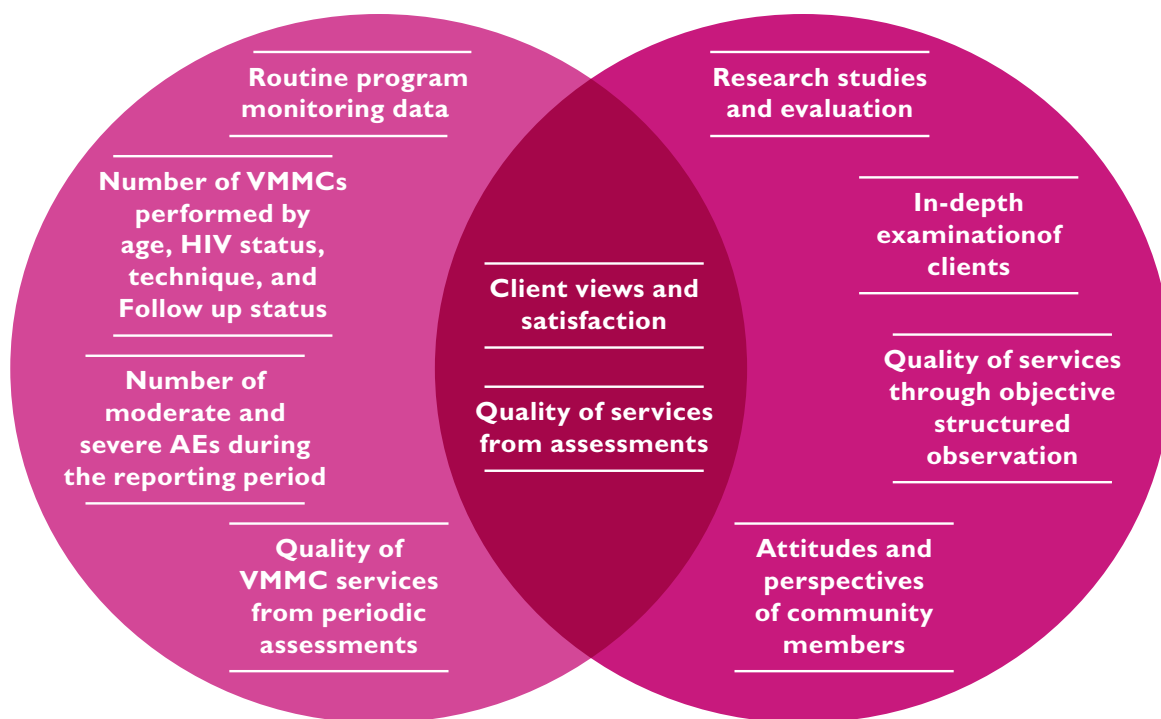 Routine program
monitoring data
Number of VMMCs
performed by
age, HIV status,
technique, and
Follow up status
Number of
moderate and
severe AEs during
the reporting period
Quality of
VMMC services
from periodic
assessments
Client views and
satisfaction
Quality of services
from assessments
Research studies
and evaluation
In-depth
examinationof
clients
Quality of services
through objective
structured
observation
Attitudes and
perspectives
of community
members